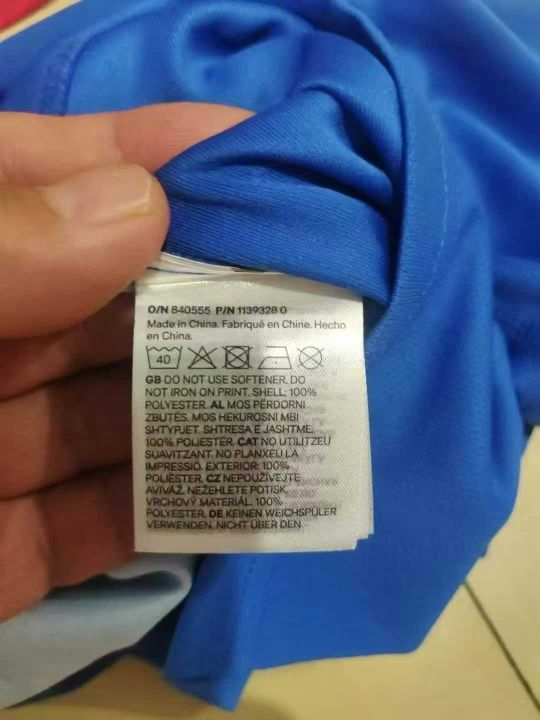 O/N 840555 P/N 1139328 0
Made in China. Fabriqué en Chine. Hecho
en China.
40
GB DO NOT USE SOFTENER. DO
NOT IRON ON PRINT. SHELL: 100%
POLYESTER. AL MOS PËRDORNI
ZBUTËS. MOS HEKUROSNI MBI
SHTYPJET. SHTRESA E JASHTME:
100% POLIESTER. CAT NO UTILITZEU
SUAVITZANT. NO PLANXEU LA
IMPRESSIÓ. EXTERIOR: 100%
POLIÈSTER. CZ NEPOUŽÍVEJTE
AVIVÁŽ. NEŽEHLETE POTISK.
VRCHOVÝ MATERIÁL: 100%
POLYESTER. DE KEINEN WEICHSPÜLER
VERWENDEN. NICHT ÜBER DEN